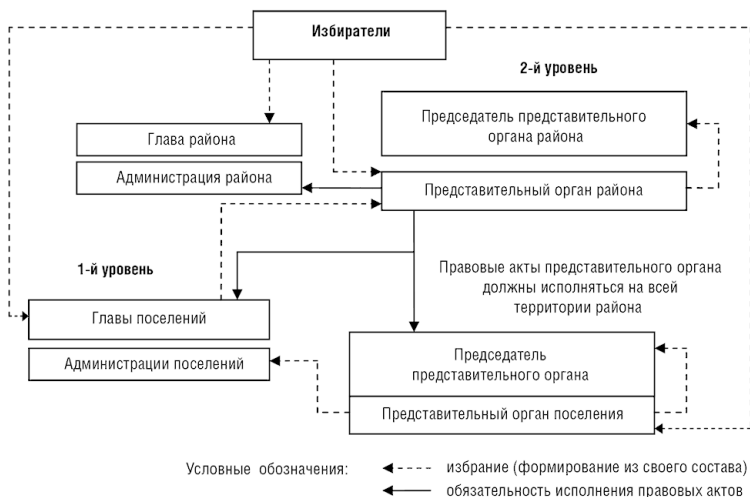 Избиратели
2-й уровень
Председатель представительного
органа района
Глава района
Администрация района
Представительный орган района
1-й уровень
Правовые акты представительного органа
должны исполняться на всей
территории района
Главы поселений
Администрации поселений
Председатель
представительного органа
Представительный орган поселения
Условные обозначения:
избрание (формирование из своего состава)
обязательность исполнения правовых актов